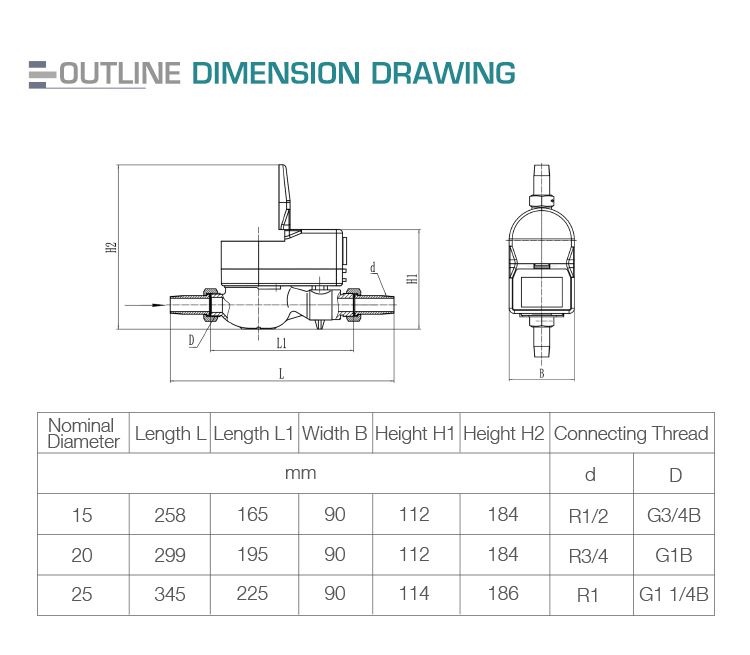 OUTLINE DIMENSION DRAWING
H2
H1
d
D
L1
L
B
Nominal Diameter Length L Length L1 Width B Height H1 Height H2 Connecting Thread
mm d D
15 258 165 90 112 184 R1/2 G3/4B
20 299 195 90 112 184 R3/4 G1B
25 345 225 90 114 186 R1 G1 1/4B